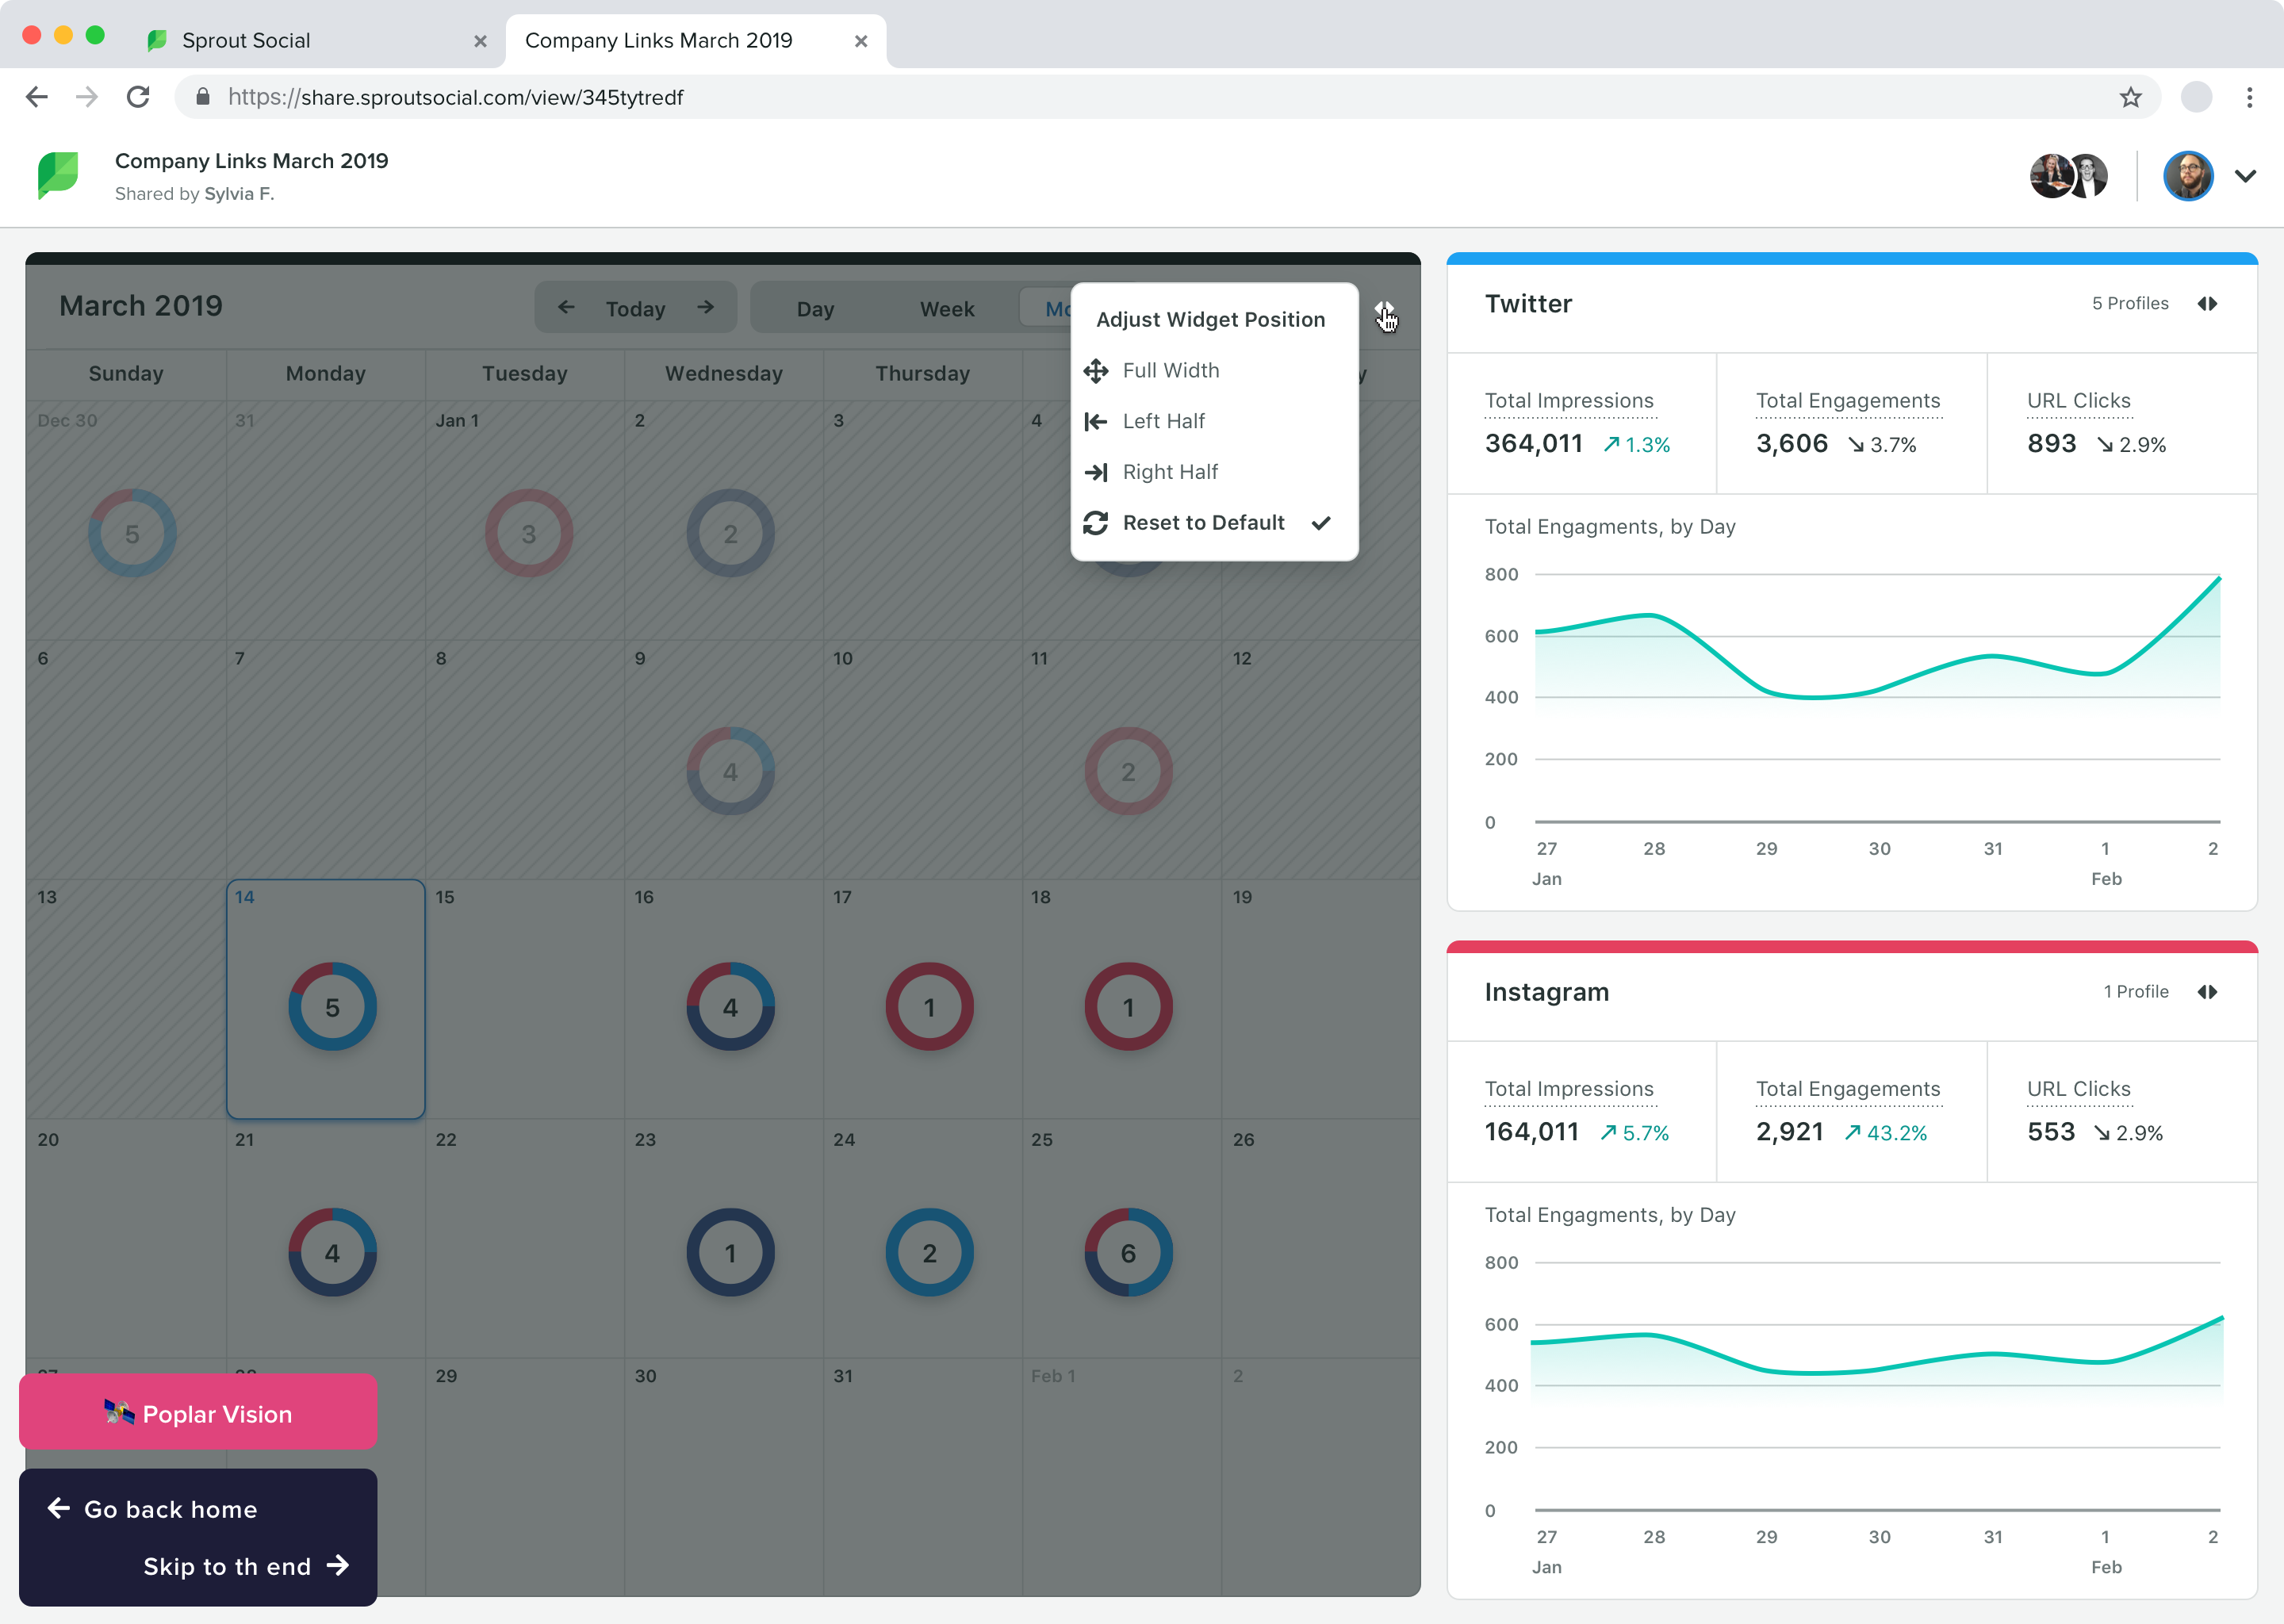 Sprout Social
Company Links March 2019
https://share.sproutsocial.com/view/345tytredf
Company Links March 2019
Shared by Sylvia F.
March 2019
Today
Day
Week
Mo
Adjust Widget Position
Full Width
Left Half
Right Half
Reset to Default
Sunday
Monday
Tuesday
Wednesday
Thursday
y
Dec 30
31
Jan 1
2
3
4
5
3
2
6
7
8
9
10
11
12
4
2
13
14
15
16
17
18
19
5
4
1
1
20
21
22
23
24
25
26
4
1
2
6
29
30
31
Feb 1
2
Poplar Vision
Go back home
Skip to th end
Twitter
5 Profiles
Total Impressions
364,011 1.3%
Total Engagements
3,606 3.7%
URL Clicks
893 2.9%
Total Engagments, by Day
800
600
400
200
0
27 28 29 30 31 1 2
Jan Feb
Instagram
1 Profile
Total Impressions
164,011 5.7%
Total Engagements
2,921 43.2%
URL Clicks
553 2.9%
Total Engagments, by Day
800
600
400
200
0
27 28 29 30 31 1 2
Jan Feb